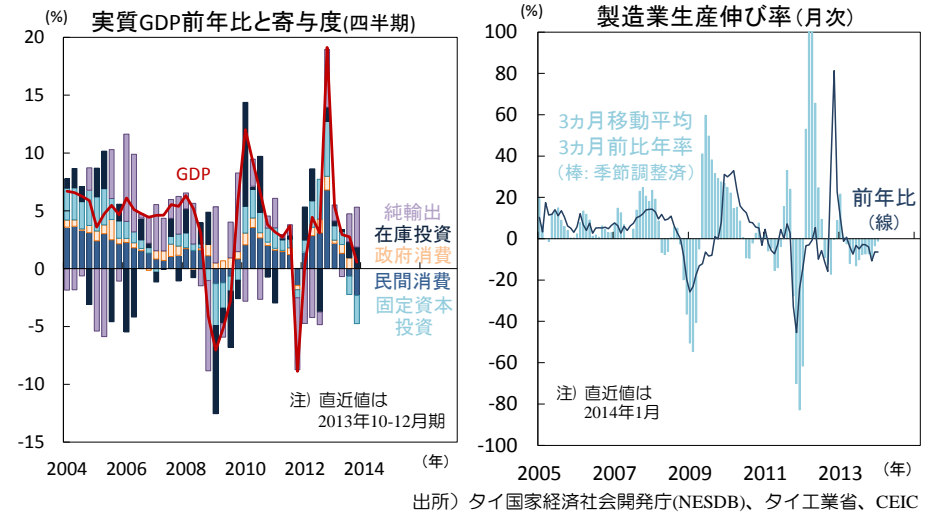 実質GDP前年比と寄与度(四半期)
(%)
20
15
10
5
0
-5
-10
-15
GDP
純輸出
在庫投資
政府消費
民間消費
固定資本
投資
注) 直近値は
2013年10-12月期
2004 2006 2008 2010 2012 2014
(年)
製造業生産伸び率(月次)
(%)
100
80
60
40
20
0
-20
-40
-60
-80
-100
3ヵ月移動平均
3ヵ月前比年率
(棒: 季節調整済)
前年比
(線)
注) 直近値は
2014年1月
2005 2007 2009 2011 2013
(年)
出所）タイ国家経済社会開発庁(NESDB)、タイ工業省、CEIC